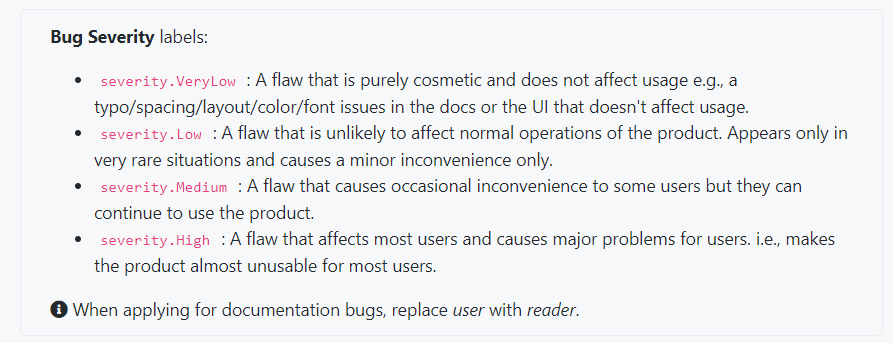 Bug Severity labels:
• severity.VeryLow : A flaw that is purely cosmetic and does not affect usage e.g., a
typo/spacing/layout/color/font issues in the docs or the UI that doesn't affect usage.
• severity.Low : A flaw that is unlikely to affect normal operations of the product. Appears only in
very rare situations and causes a minor inconvenience only.
• severity.Medium : A flaw that causes occasional inconvenience to some users but they can
continue to use the product.
• severity.High : A flaw that affects most users and causes major problems for users. i.e., makes
the product almost unusable for most users.
When applying for documentation bugs, replace user with reader.